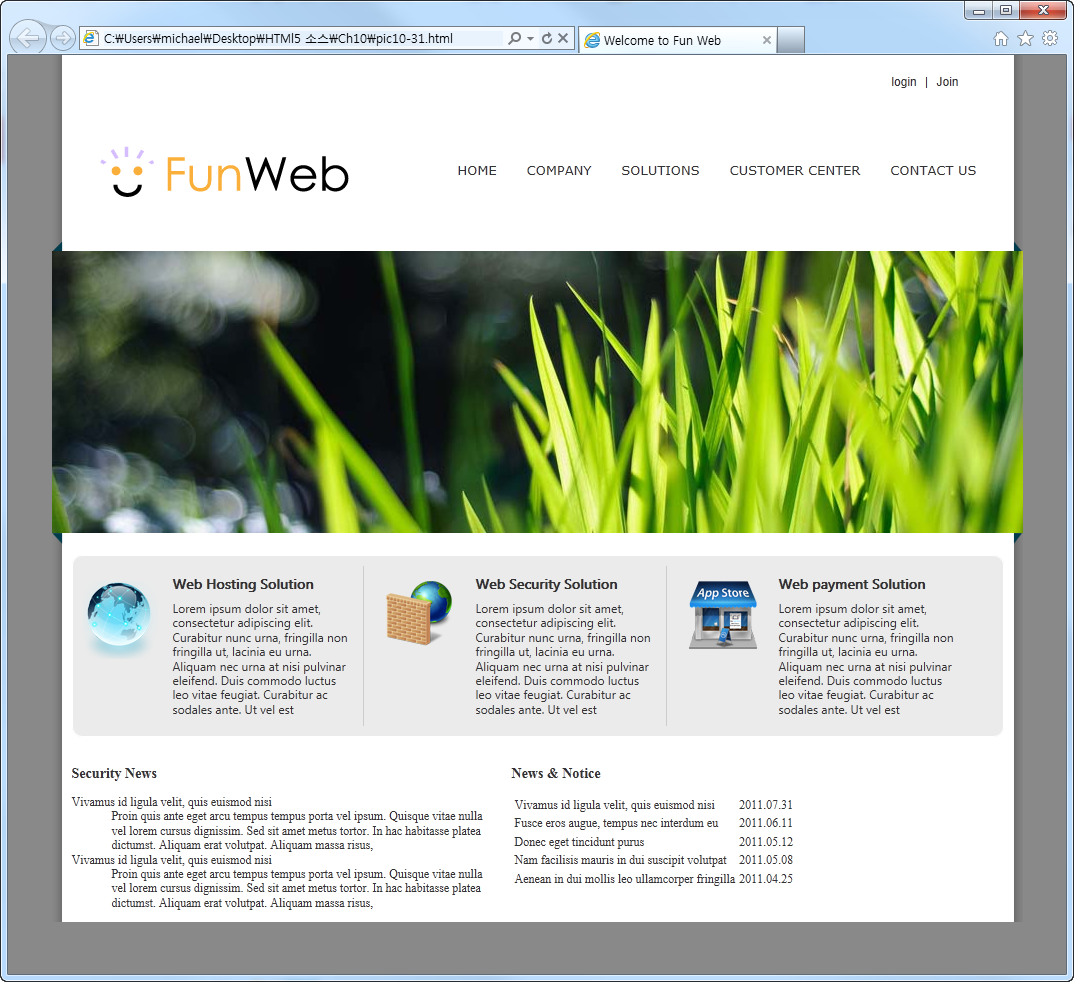 C:₩Users₩michael₩Desktop₩HTMl5 소스₩Ch10₩pic10-31.html
Welcome to Fun Web
login | Join
FunWeb
HOME COMPANY SOLUTIONS CUSTOMER CENTER CONTACT US
Web Hosting Solution
Lorem ipsum dolor sit amet,
consectetur adipiscing elit.
Curabitur nunc urna, fringilla non
fringilla ut, lacinia eu urna.
Aliquam nec urna at nisi pulvinar
eleifend. Duis commodo luctus
leo vitae feugiat. Curabitur ac
sodales ante. Ut vel est
Web Security Solution
Lorem ipsum dolor sit amet,
consectetur adipiscing elit.
Curabitur nunc urna, fringilla non
fringilla ut, lacinia eu urna.
Aliquam nec urna at nisi pulvinar
eleifend. Duis commodo luctus
leo vitae feugiat. Curabitur ac
sodales ante. Ut vel est
App Store
Web payment Solution
Lorem ipsum dolor sit amet,
consectetur adipiscing elit.
Curabitur nunc urna, fringilla non
fringilla ut, lacinia eu urna.
Aliquam nec urna at nisi pulvinar
eleifend. Duis commodo luctus
leo vitae feugiat. Curabitur ac
sodales ante. Ut vel est
Security News
Vivamus id ligula velit, quis euismod nisi
Proin quis ante eget arcu tempus tempus porta vel ipsum. Quisque vitae nulla
vel lorem cursus dignissim. Sed sit amet metus tortor. In hac habitasse platea
dictumst. Aliquam erat volutpat. Aliquam massa risus,
Vivamus id ligula velit, quis euismod nisi
Proin quis ante eget arcu tempus tempus porta vel ipsum. Quisque vitae nulla
vel lorem cursus dignissim. Sed sit amet metus tortor. In hac habitasse platea
dictumst. Aliquam erat volutpat. Aliquam massa risus,
News & Notice
Vivamus id ligula velit, quis euismod nisi 2011.07.31
Fusce eros augue, tempus nec interdum eu 2011.06.11
Donec eget tincidunt purus 2011.05.12
Nam facilisis mauris in dui suscipit volutpat 2011.05.08
Aenean in dui mollis leo ullamcorper fringilla 2011.04.25